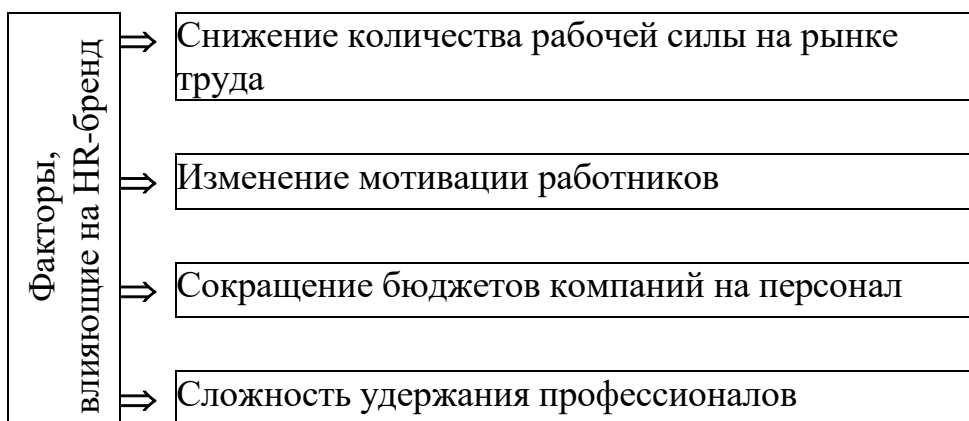 Факторы,
влияющие на HR-бренд
Снижение количества рабочей силы на рынке
труда
Изменение мотивации работников
Сокращение бюджетов компаний на персонал
Сложность удержания профессионалов